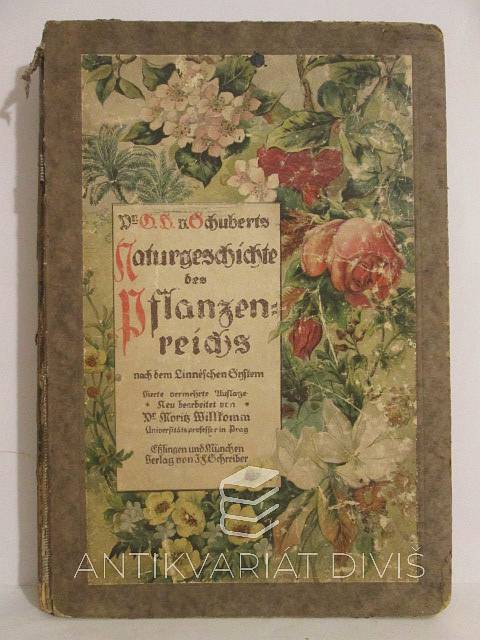 Dr. G. H. v. Schuberts
Naturgeschichte
des
Pflanzen=
reichs
nach dem Linnéschen System
Vierte vermehrte Auflage
• Neu bearbeitet von •
Dr. Moritz Willkomm
Universitätsprofessor in Prag
Eßlingen und München
Verlag von J. F. Schreiber
ANTIKVARIÁT DIVIŠ